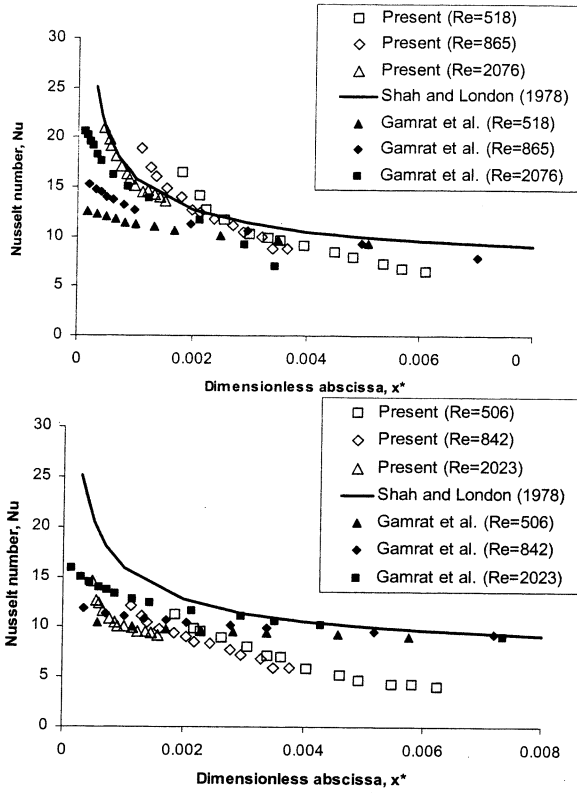 Present (Re=518)
Present (Re=865)
Present (Re=2076)
Shah and London (1978)
Gamrat et al. (Re=518)
Gamrat et al. (Re=865)
Gamrat et al. (Re=2076)
30
25
20
15
10
5
0
Nusselt number, Nu
0 0.002 0.004 0.006 0
Dimensionless abscissa, x*
Present (Re=506)
Present (Re=842)
Present (Re=2023)
Shah and London (1978)
Gamrat et al. (Re=506)
Gamrat et al. (Re=842)
Gamrat et al. (Re=2023)
30
25
20
15
10
5
0
Nusselt number, Nu
0 0.002 0.004 0.006 0.008
Dimensionless abscissa, x*